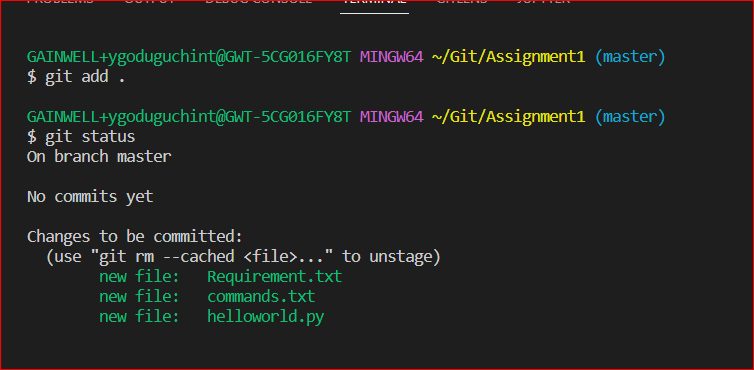 GAINWELL+ygoduguchint@GWT-5CG016FY8T MINGW64 ~/Git/Assignment1 (master)
$ git add .
GAINWELL+ygoduguchint@GWT-5CG016FY8T MINGW64 ~/Git/Assignment1 (master)
$ git status
On branch master
No commits yet
Changes to be committed:
(use "git rm --cached <file>..." to unstage)
new file: Requirement.txt
new file: commands.txt
new file: helloworld.py